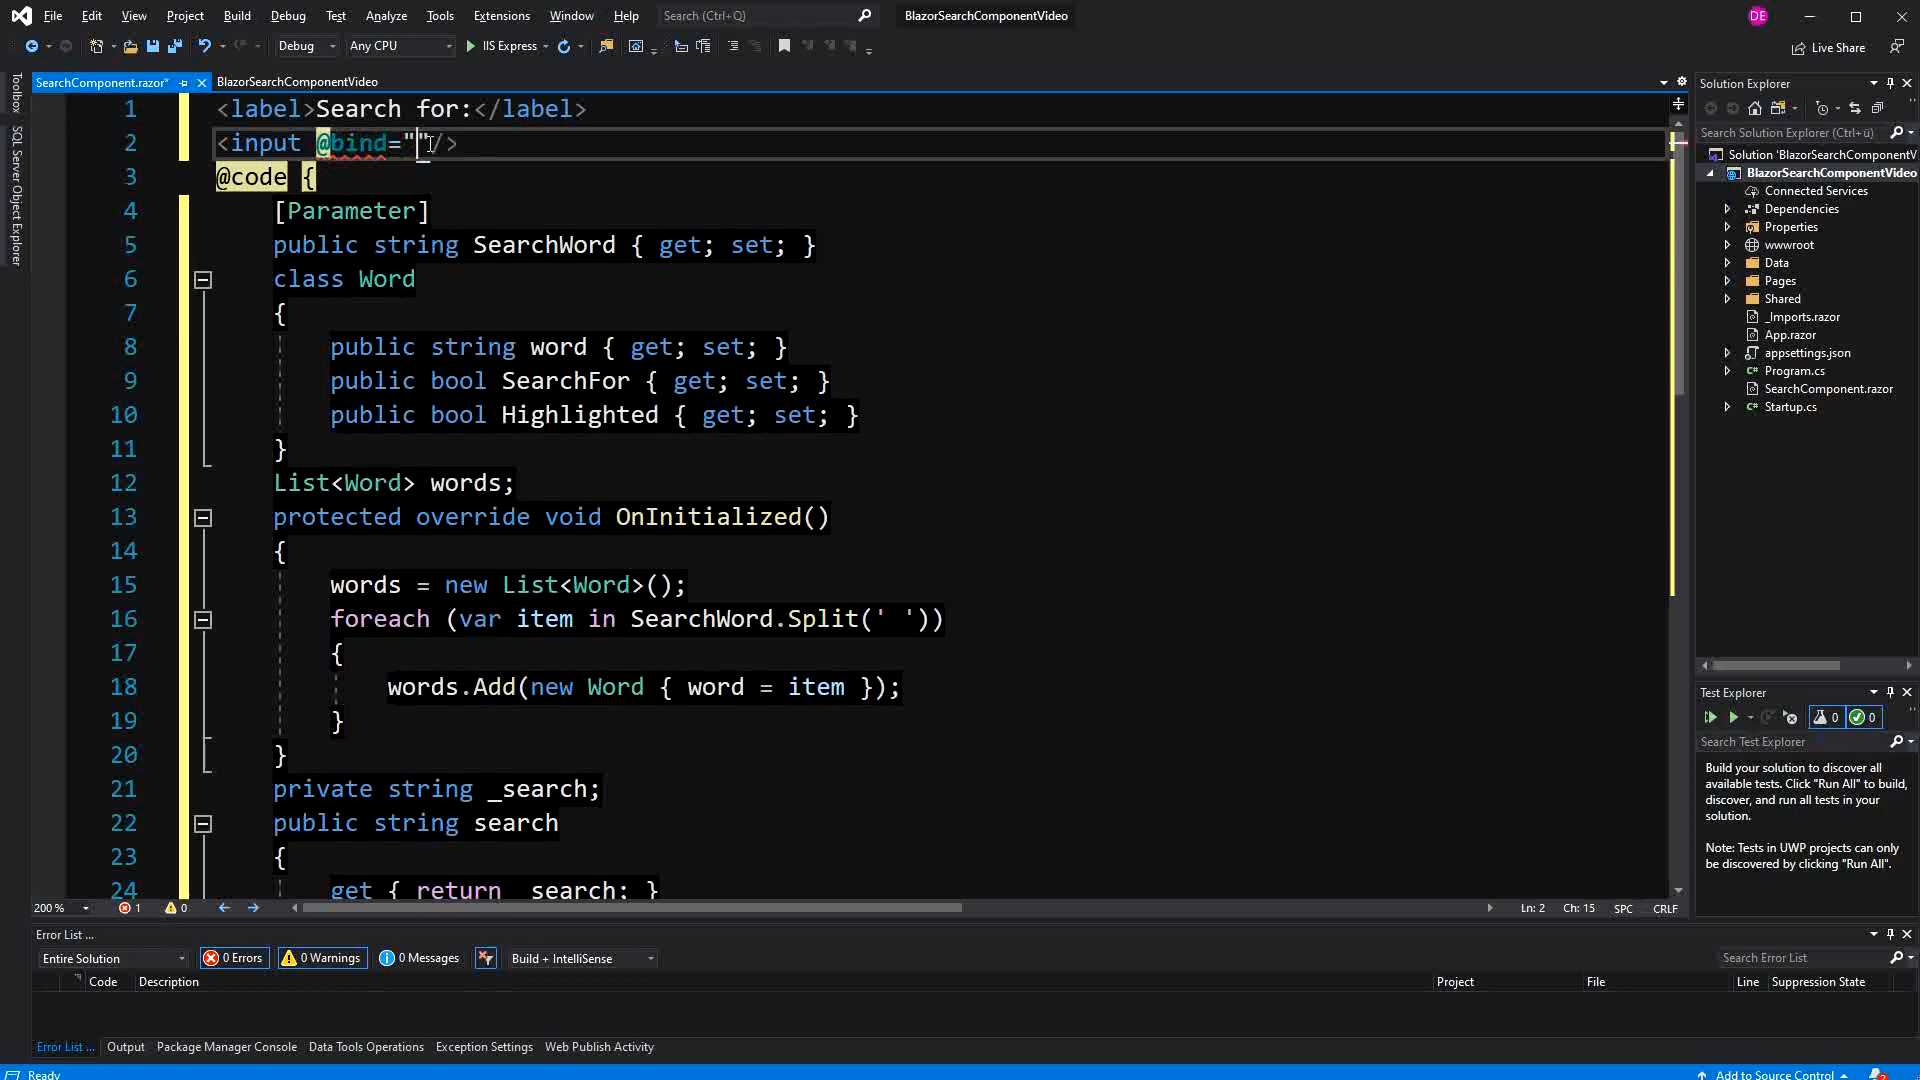 File Edit View Project Build Debug Test Analyze Tools Extensions Window Help Search (Ctrl+Q) BlazorSearchComponentVideo DE
Debug Any CPU IIS Express Live Share
SearchComponent.razor* BlazorSearchComponentVideo
Toolbox
SQL Server Object Explorer
1 <label>Search for:</label>
2 <input @bind=""/>
3 @code {
4 [Parameter]
5 public string SearchWord { get; set; }
6 class Word
7 {
8 public string word { get; set; }
9 public bool SearchFor { get; set; }
10 public bool Highlighted { get; set; }
11 }
12 List<Word> words;
13 protected override void OnInitialized()
14 {
15 words = new List<Word>();
16 foreach (var item in SearchWord.Split(' '))
17 {
18 words.Add(new Word { word = item });
19 }
20 }
21 private string _search;
22 public string search
23 {
24 get { return _search; }
200 % 1 0 Ln: 2 Ch: 15 SPC CRLF
Solution Explorer
Search Solution Explorer (Ctrl+ü)
Solution 'BlazorSearchComponentV
BlazorSearchComponentVideo
Connected Services
Dependencies
Properties
wwwroot
Data
Pages
Shared
_Imports.razor
App.razor
appsettings.json
C# Program.cs
SearchComponent.razor
C# Startup.cs
Test Explorer
0 0
Search Test Explorer
Build your solution to discover all
available tests. Click "Run All" to build,
discover, and run all tests in your
solution.
Note: Tests in UWP projects can only
be discovered by clicking "Run All".
Error List ...
Entire Solution 0 Errors 0 Warnings 0 Messages Build + IntelliSense Search Error List
Code Description Project File Line Suppression State
Error List ... Output Package Manager Console Data Tools Operations Exception Settings Web Publish Activity
Ready Add to Source Control 2